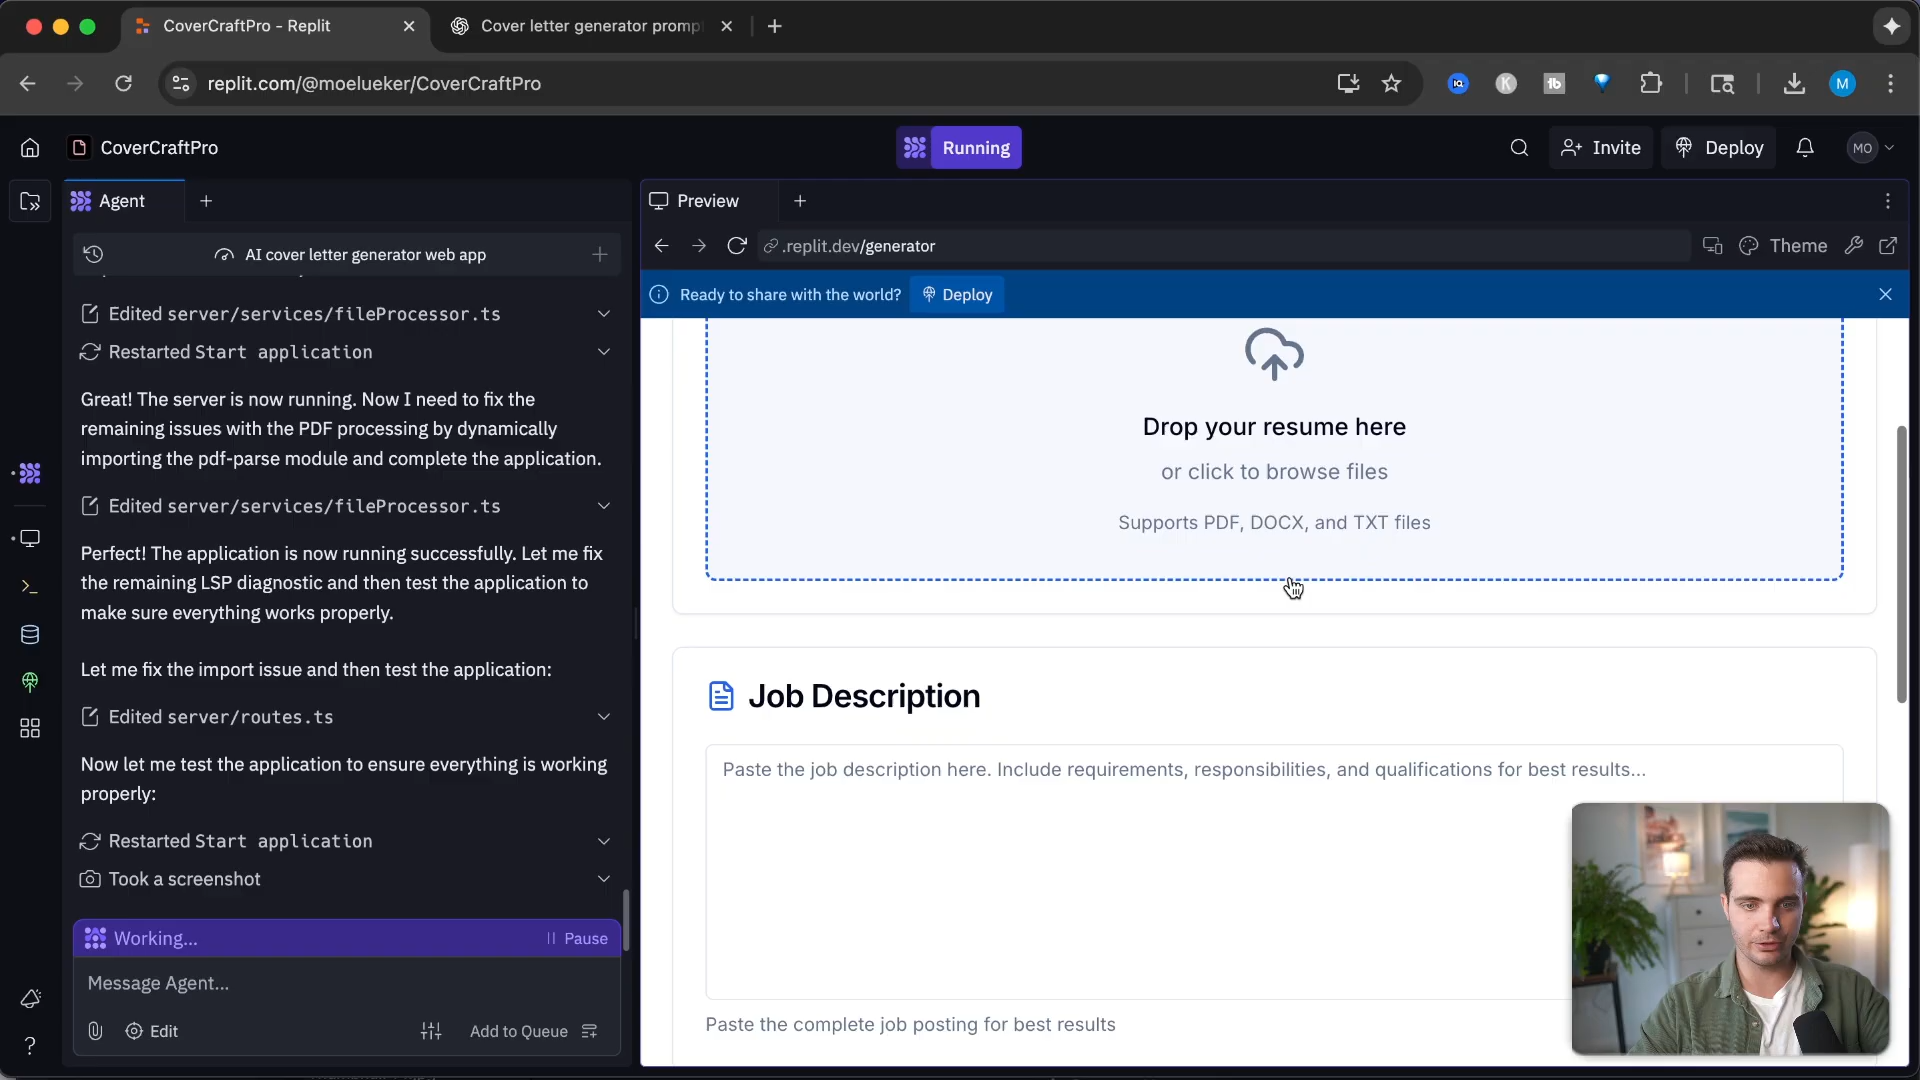 CoverCraftPro - Replit
Cover letter generator promp
replit.com/@moelueker/CoverCraftPro
IQ
K
tb
M
CoverCraftPro
Running
Invite
Deploy
MO
Agent
Preview
AI cover letter generator web app
.replit.dev/generator
Theme
Ready to share with the world?
Deploy
Edited server/services/fileProcessor.ts
Restarted Start application
Great! The server is now running. Now I need to fix the
remaining issues with the PDF processing by dynamically
importing the pdf-parse module and complete the application.
Edited server/services/fileProcessor.ts
Perfect! The application is now running successfully. Let me fix
the remaining LSP diagnostic and then test the application to
make sure everything works properly.
Let me fix the import issue and then test the application:
Edited server/routes.ts
Now let me test the application to ensure everything is working
properly:
Restarted Start application
Took a screenshot
Working...
Pause
Message Agent...
Edit
Add to Queue
Drop your resume here
or click to browse files
Supports PDF, DOCX, and TXT files
Job Description
Paste the job description here. Include requirements, responsibilities, and qualifications for best results...
Paste the complete job posting for best results